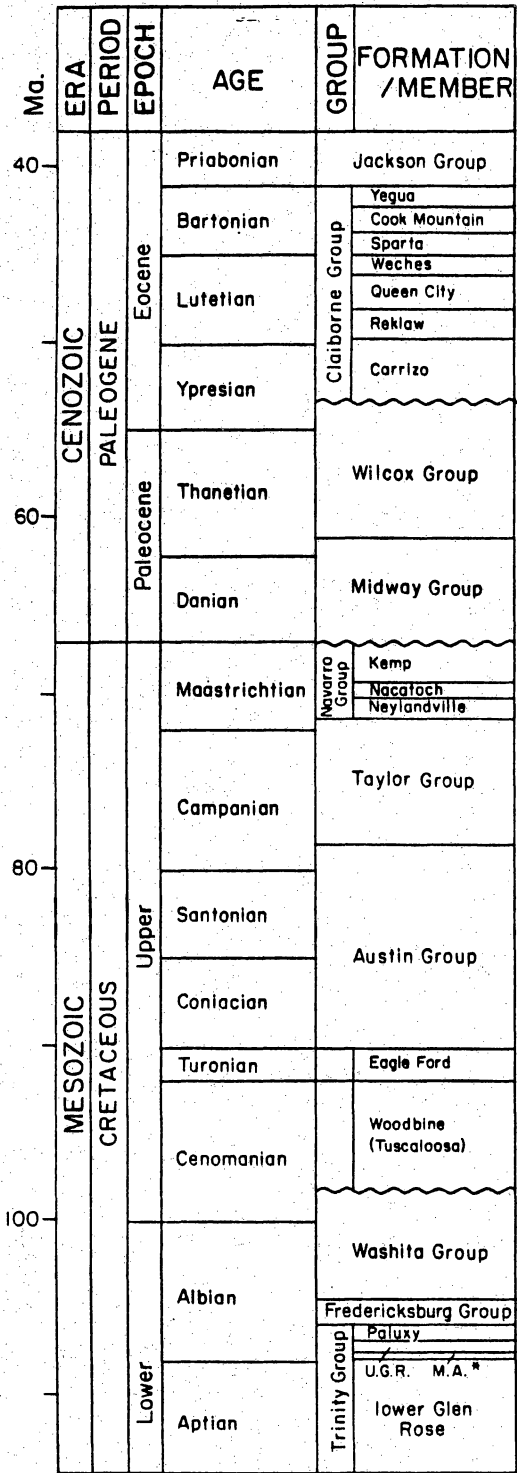 Ma.
ERA
PERIOD
EPOCH
AGE
GROUP
FORMATION
/MEMBER
40
60
80
100
CENOZOIC
MESOZOIC
PALEOGENE
CRETACEOUS
Eocene
Paleocene
Upper
Lower
Priabonian
Bartonian
Lutetian
Ypresian
Thanetian
Danian
Maastrichtian
Campanian
Santonian
Coniacian
Turonian
Cenomanian
Albian
Aptian
Jackson Group
Claiborne Group
Yegua
Cook Mountain
Sparta
Weches
Queen City
Reklaw
Carrizo
Wilcox Group
Midway Group
Navarro
Group
Kemp
Nacatoch
Neylandville
Taylor Group
Austin Group
Eagle Ford
Woodbine
(Tuscaloosa)
Washita Group
Fredericksburg Group
Trinity Group
Paluxy
U.G.R. M.A.*
lower Glen
Rose